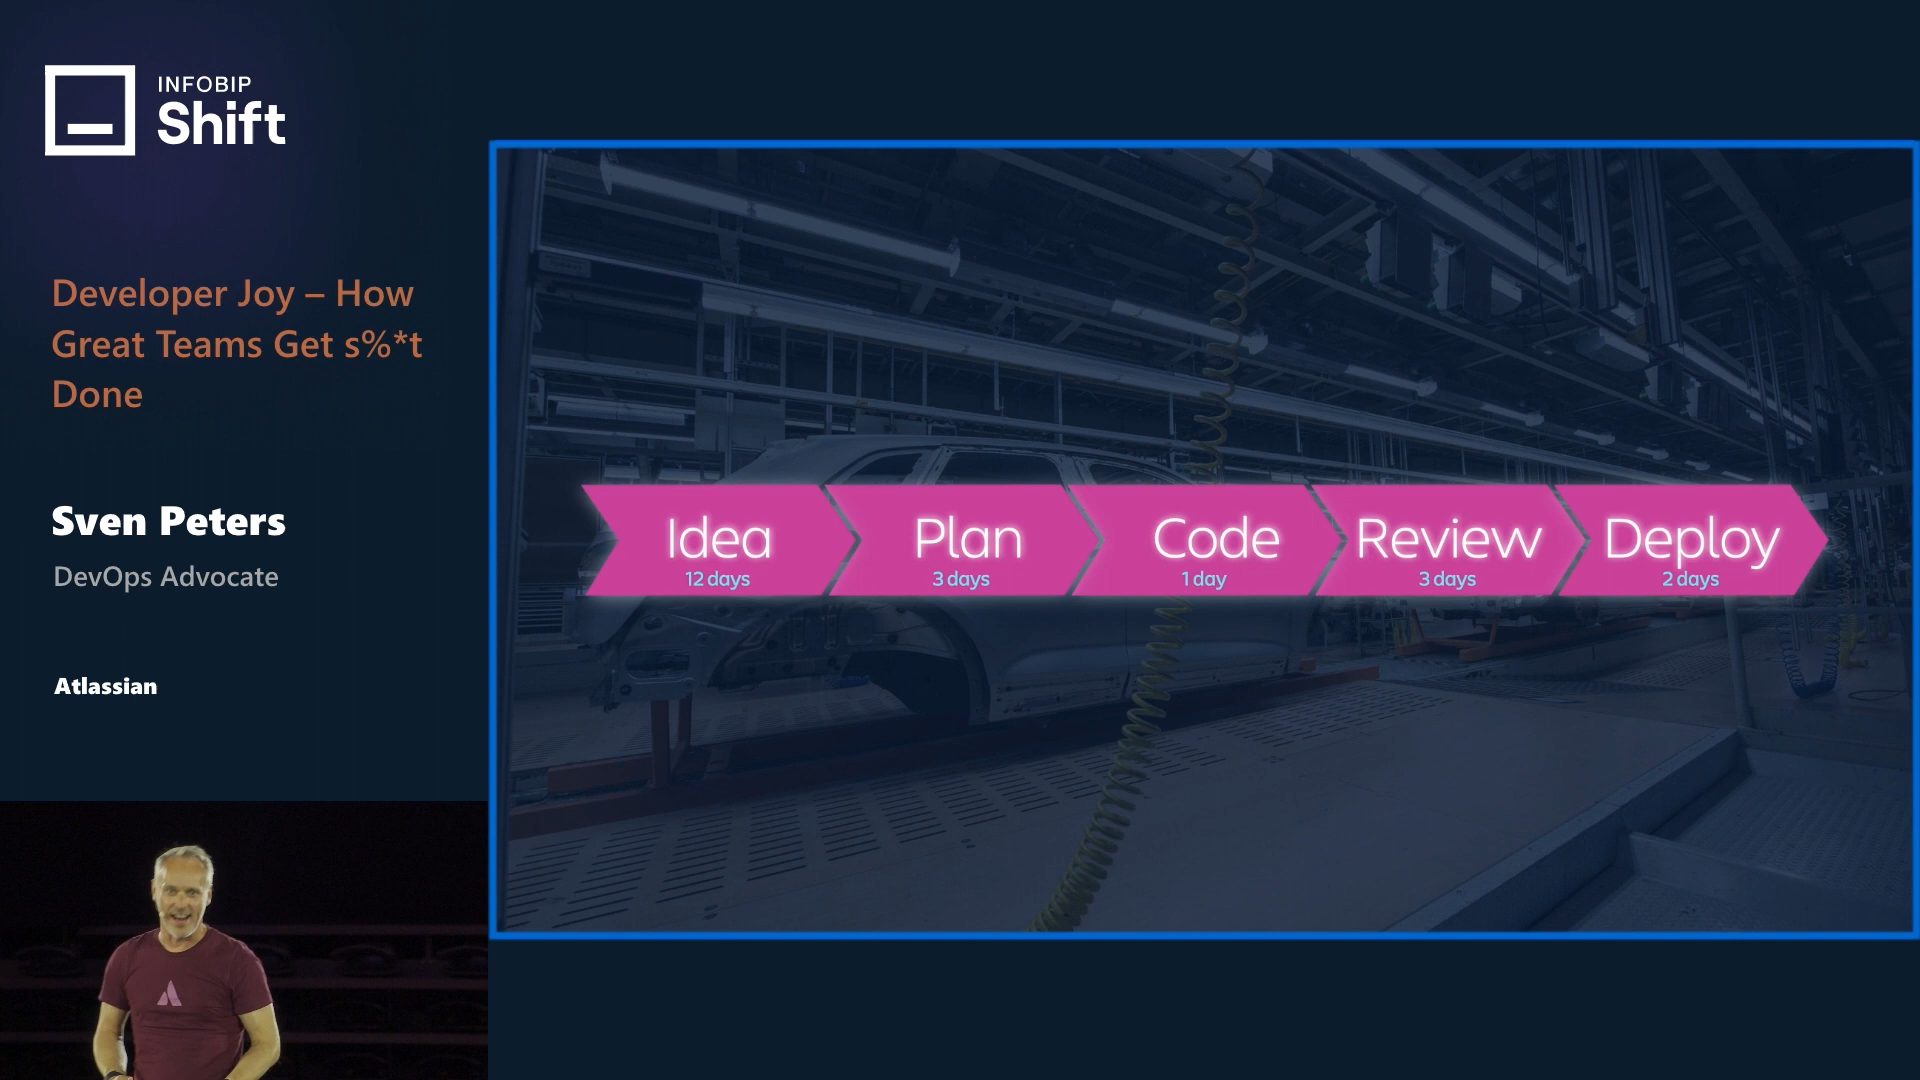 INFOBIP
Shift
Developer Joy – How
Great Teams Get s%*t
Done
Sven Peters
DevOps Advocate
Atlassian
Idea
12 days
Plan
3 days
Code
1 day
Review
3 days
Deploy
2 days